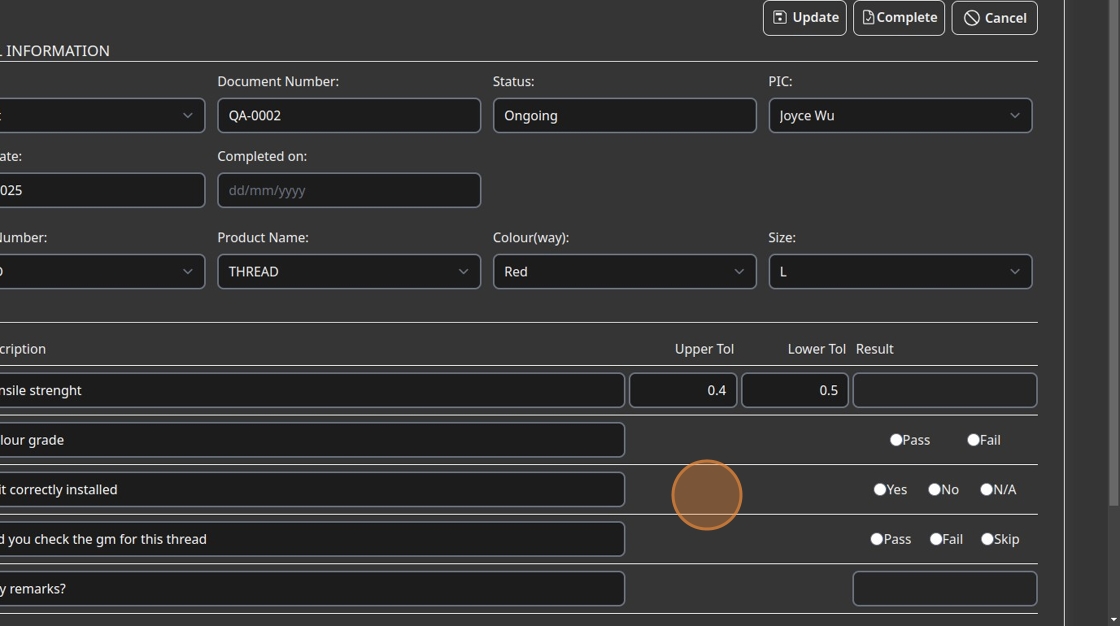 Update Complete Cancel
INFORMATION
Document Number: Status: PIC:
QA-0002 Ongoing Joyce Wu
ate: Completed on:
025 dd/mm/yyyy
Number: Product Name: Colour(way): Size:
THREAD Red L
cription Upper Tol Lower Tol Result
nsile strenght 0.4 0.5
lour grade Pass Fail
it correctly installed Yes No N/A
d you check the gm for this thread Pass Fail Skip
y remarks?